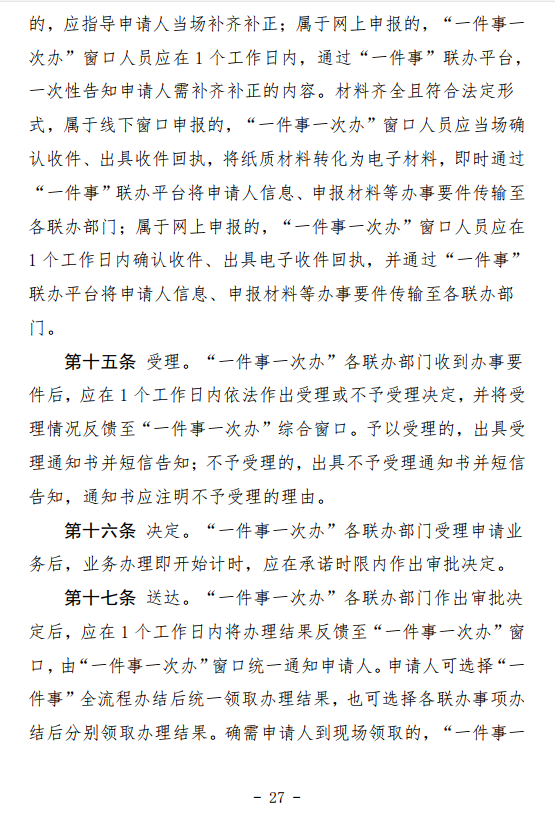 的，应指导申请人当场补齐补正；属于网上申报的，“一件事一
次办”窗口人员应在 1 个工作日内，通过“一件事”联办平台，
一次性告知申请人需补齐补正的内容。材料齐全且符合法定形
式，属于线下窗口申报的，“一件事一次办”窗口人员应当场确
认收件、出具收件回执，将纸质材料转化为电子材料，即时通过
“一件事”联办平台将申请人信息、申报材料等办事要件传输至
各联办部门；属于网上申报的，“一件事一次办”窗口人员应在
1 个工作日内确认收件、出具电子收件回执，并通过“一件事”
联办平台将申请人信息、申报材料等办事要件传输至各联办部
门。
第十五条 受理。“一件事一次办”各联办部门收到办事要
件后，应在 1 个工作日内依法作出受理或不予受理决定，并将受
理情况反馈至“一件事一次办”综合窗口。予以受理的，出具受
理通知书并短信告知；不予受理的，出具不予受理通知书并短信
告知，通知书应注明不予受理的理由。
第十六条 决定。“一件事一次办”各联办部门受理申请业
务后，业务办理即开始计时，应在承诺时限内作出审批决定。
第十七条 送达。“一件事一次办”各联办部门作出审批决
定后，应在 1 个工作日内将办理结果反馈至“一件事一次办”窗
口，由“一件事一次办”窗口统一通知申请人。申请人可选择“一
件事”全流程办结后统一领取办理结果，也可选择各联办事项办
结后分别领取办理结果。确需申请人到现场领取的，“一件事一
- 27 -